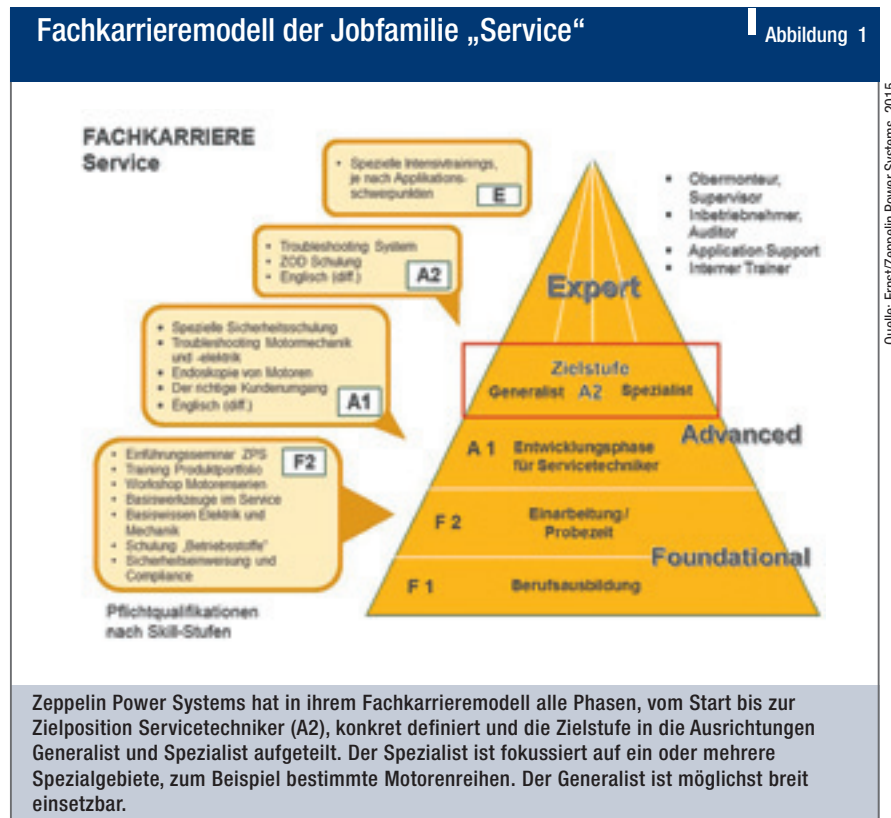 Fachkarrieremodell der Jobfamilie „Service“
Abbildung 1
Quelle: Ernst/Zeppelin Power Systems, 2015
FACHKARRIERE
Service
• Spezielle Intensivtrainings,
je nach Applikations-
schwerpunkten
E
• Troubleshooting System
• ZOD Schulung
• Englisch (diff.)
A2
• Spezielle Sicherheitsschulung
• Troubleshooting Motormechanik
und -elektrik
• Endoskopie von Motoren
• Der richtige Kundenumgang
• Englisch (diff.)
A1
• Einführungsseminar ZPS
• Training Produktportfolio
• Workshop Motorenserien
• Basiswerkzeuge im Service
• Basiswissen Elektrik und
Mechanik
• Schulung „Betriebsstoffe“
• Sicherheitseinweisung und
Compliance
F2
Pflichtqualifikationen
nach Skill-Stufen
• Obermonteur,
Supervisor
• Inbetriebnehmer,
Auditor
• Application Support
• Interner Trainer
Expert
Zielstufe
Generalist A2 Spezialist
Advanced
A 1 Entwicklungsphase
für Servicetechniker
F 2 Einarbeitung/
Probezeit
Foundational
F 1 Berufsausbildung
Zeppelin Power Systems hat in ihrem Fachkarrieremodell alle Phasen, vom Start bis zur
Zielposition Servicetechniker (A2), konkret definiert und die Zielstufe in die Ausrichtungen
Generalist und Spezialist aufgeteilt. Der Spezialist ist fokussiert auf ein oder mehrere
Spezialgebiete, zum Beispiel bestimmte Motorenreihen. Der Generalist ist möglichst breit
einsetzbar.